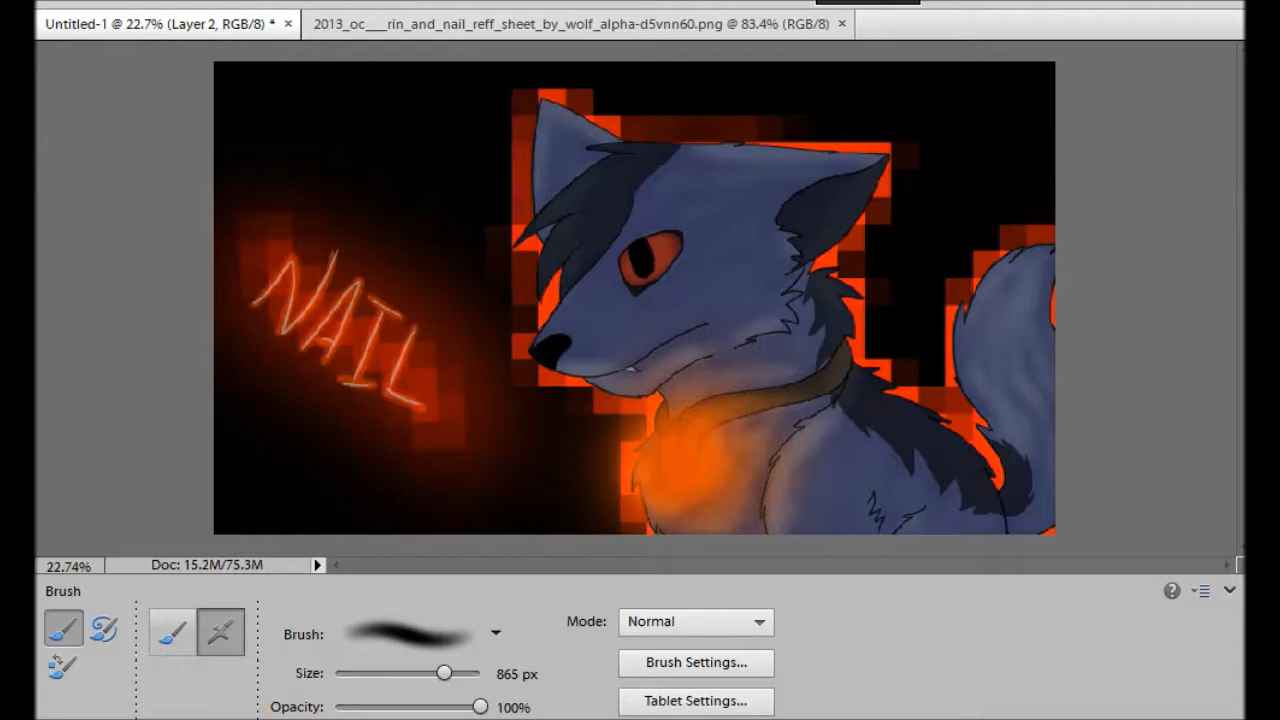 Untitled-1 @ 22.7% (Layer 2, RGB/8) * × 2013_oc___rin_and_nail_reff_sheet_by_wolf_alpha-d5vnn60.png @ 83.4% (RGB/8) ×
NAIL
22.74% Doc: 15.2M/75.3M
Brush
Brush:
Mode: Normal
Size: 865 px
Brush Settings...
Opacity: 100%
Tablet Settings...